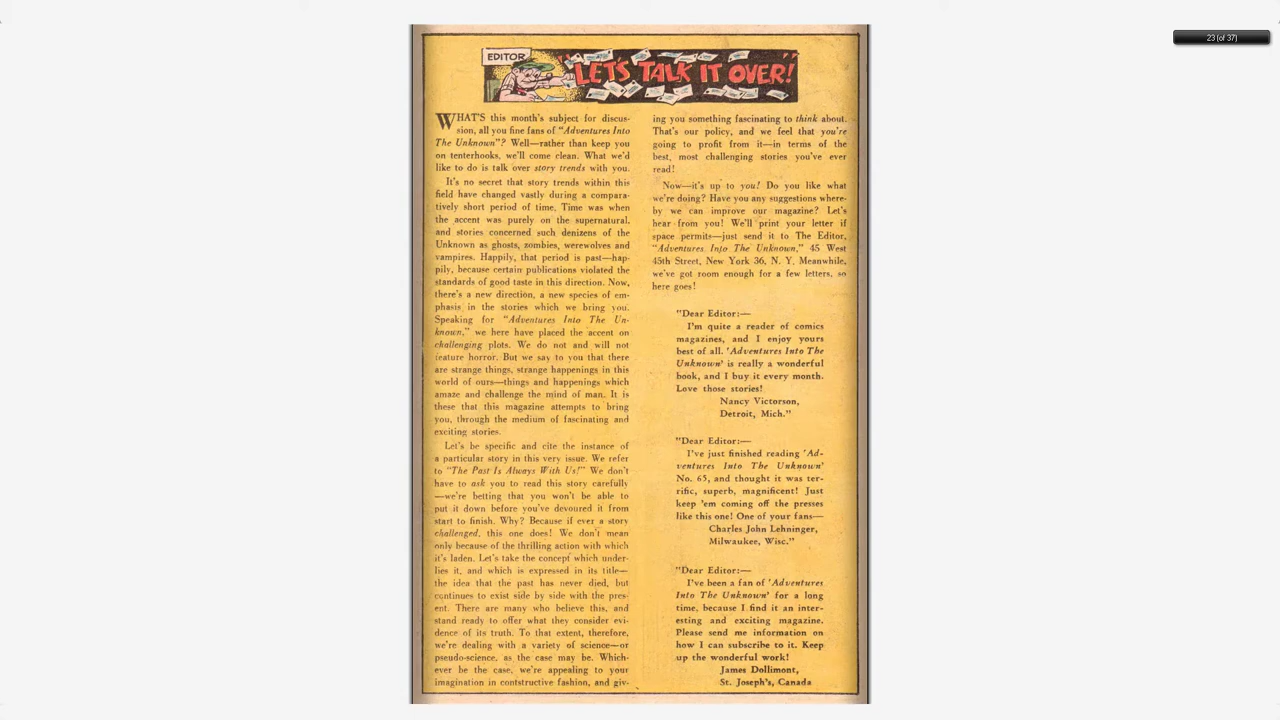 23 (of 37)
EDITOR
"LET'S TALK IT OVER!"
WHAT'S this month's subject for discus-
sion, all you fine fans of "Adventures Into
The Unknown"? Well—rather than keep you
on tenterhooks, we'll come clean. What we'd
like to do is talk over story trends with you.
It's no secret that story trends within this
field have changed vastly during a compara-
tively short period of time. Time was when
the accent was purely on the supernatural,
and stories concerned such denizens of the
Unknown as ghosts, zombies, werewolves and
vampires. Happily, that period is past—hap-
pily, because certain publications violated the
standards of good taste in this direction. Now,
there's a new direction, a new species of em-
phasis in the stories which we bring you.
Speaking for "Adventures Into The Un-
known," we here have placed the accent on
challenging plots. We do not and will not
feature horror. But we say to you that there
are strange things, strange happenings in this
world of ours—things and happenings which
amaze and challenge the mind of man. It is
these that this magazine attempts to bring
you, through the medium of fascinating and
exciting stories.
Let's be specific and cite the instance of
a particular story in this very issue. We refer
to "The Past Is Always With Us!" We don't
have to ask you to read this story carefully
—we're betting that you won't be able to
put it down before you've devoured it from
start to finish. Why? Because if ever a story
challenged, this one does! We don't mean
only because of the thrilling action with which
it's laden. Let's take the concept which under-
lies it, and which is expressed in its title—
the idea that the past has never died, but
continues to exist side by side with the pres-
ent. There are many who believe this, and
stand ready to offer what they consider evi-
dence of its truth. To that extent, therefore,
we're dealing with a variety of science—or
pseudo-science, as the case may be. Which-
ever be the case, we're appealing to your
imagination in contstructive fashion, and giv-
ing you something fascinating to think about.
That's our policy, and we feel that you're
going to profit from it—in terms of the
best, most challenging stories you've ever
read!
Now—it's up to you! Do you like what
we're doing? Have you any suggestions where-
by we can improve our magazine? Let's
hear from you! We'll print your letter if
space permits—just send it to The Editor,
"Adventures Into The Unknown," 45 West
45th Street, New York 36, N. Y. Meanwhile,
we've got room enough for a few letters, so
here goes!
"Dear Editor:—
I'm quite a reader of comics
magazines, and I enjoy yours
best of all. 'Adventures Into The
Unknown' is really a wonderful
book, and I buy it every month.
Love those stories!
Nancy Victorson,
Detroit, Mich."
"Dear Editor:—
I've just finished reading 'Ad-
ventures Into The Unknown'
No. 65, and thought it was ter-
rific, superb, magnificent! Just
keep 'em coming off the presses
like this one! One of your fans—
Charles John Lehninger,
Milwaukee, Wisc."
"Dear Editor:—
I've been a fan of 'Adventures
Into The Unknown' for a long
time, because I find it an inter-
esting and exciting magazine.
Please send me information on
how I can subscribe to it. Keep
up the wonderful work!
James Dollimont,
St. Joseph's, Canada